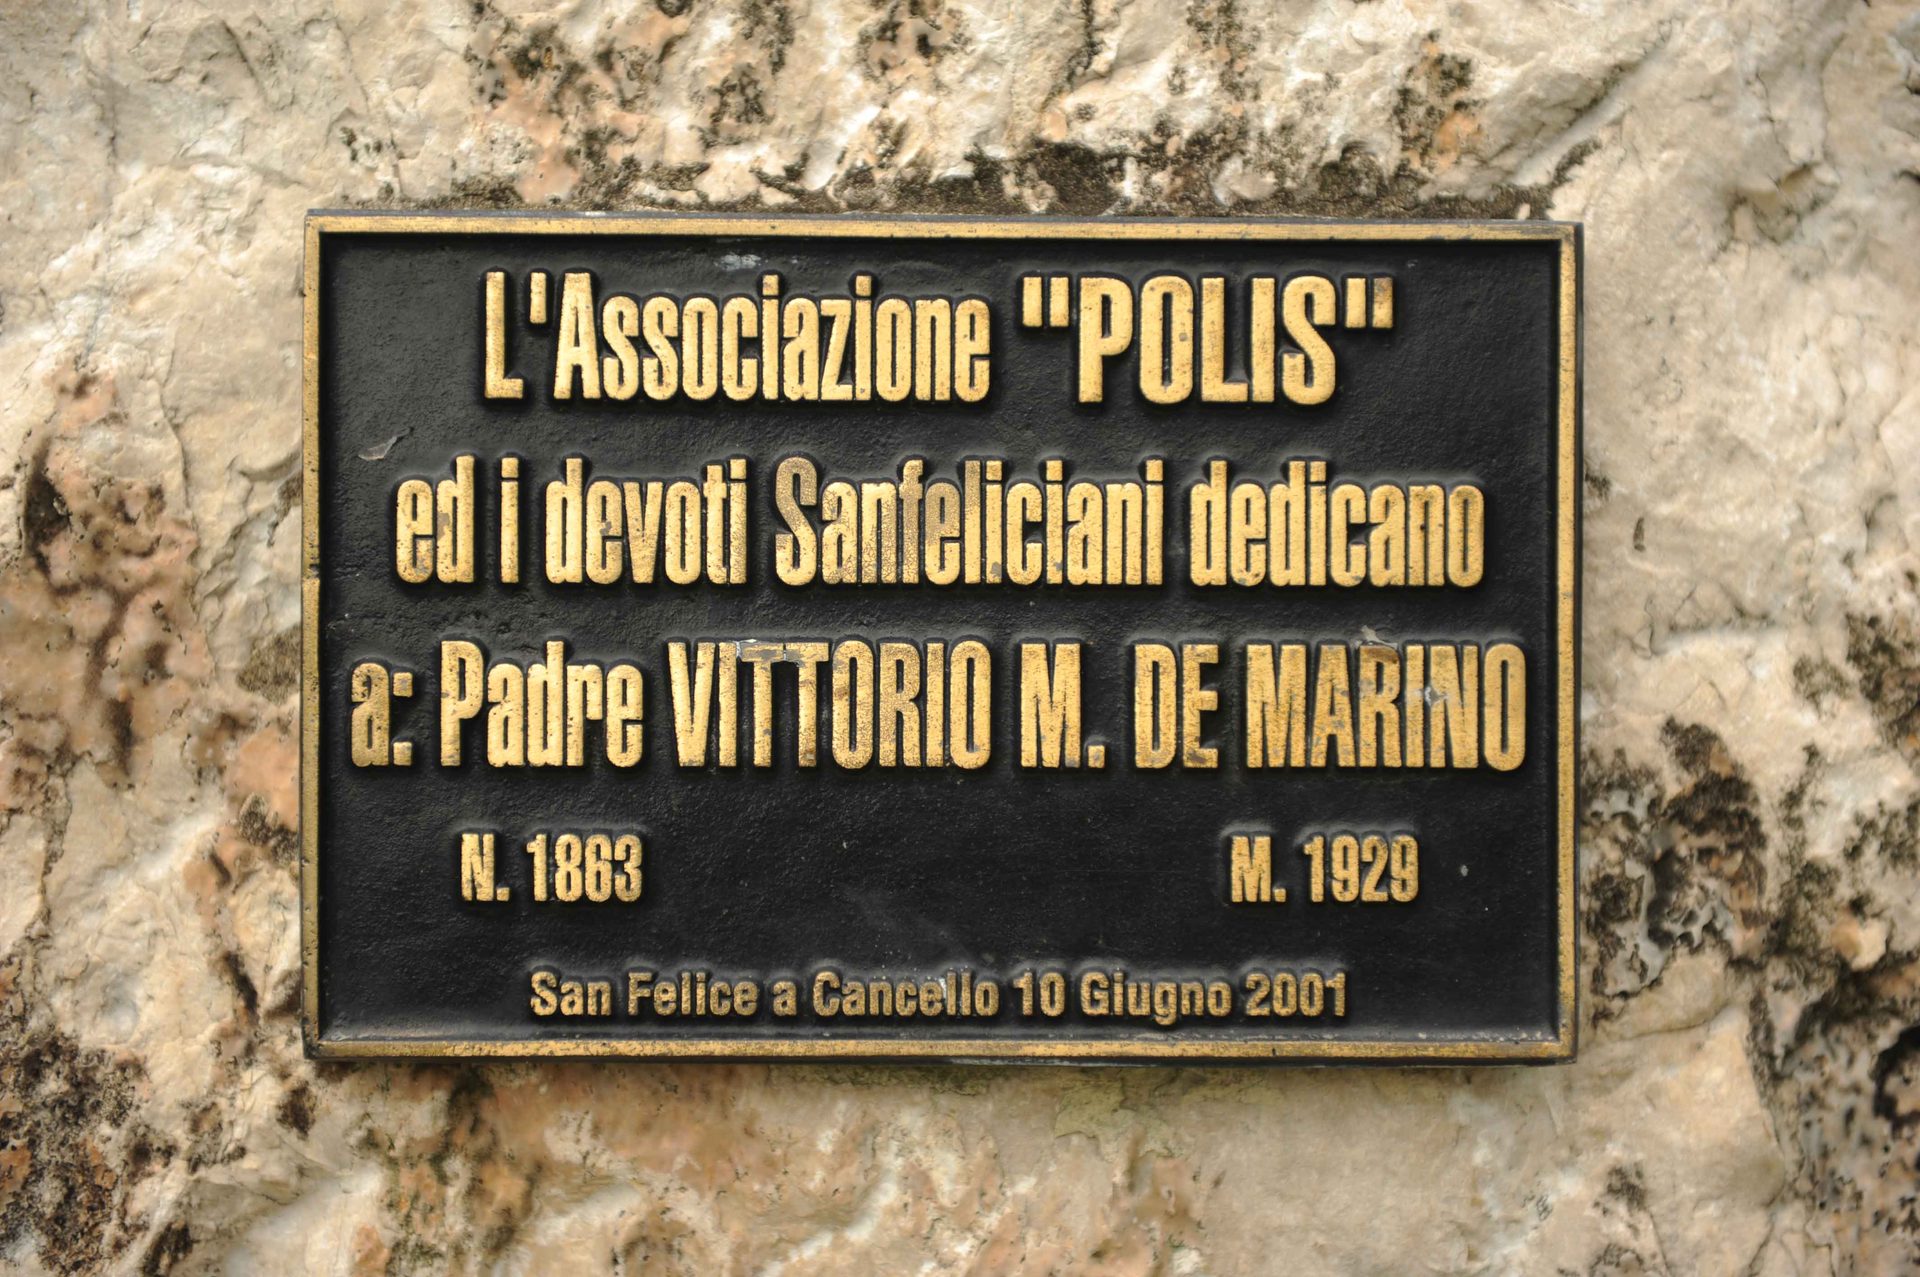 L'Associazione "POLIS"
ed i devoti Sanfeliciani dedicano
a: Padre VITTORIO M. DE MARINO
N. 1863 M. 1929
San Felice a Cancello 10 Giugno 2001